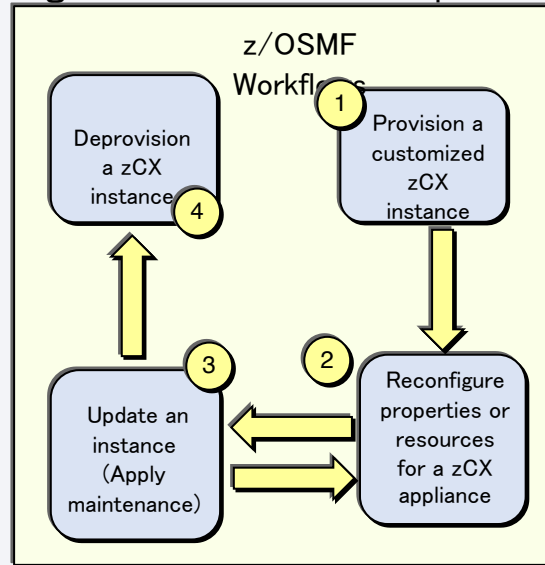 z/OSMF
Workflows
1
Provision a
customized
zCX
instance
2
Reconfigure
properties or
resources
for a zCX
appliance
3
Update an
instance
(Apply
maintenance)
4
Deprovision
a zCX
instance